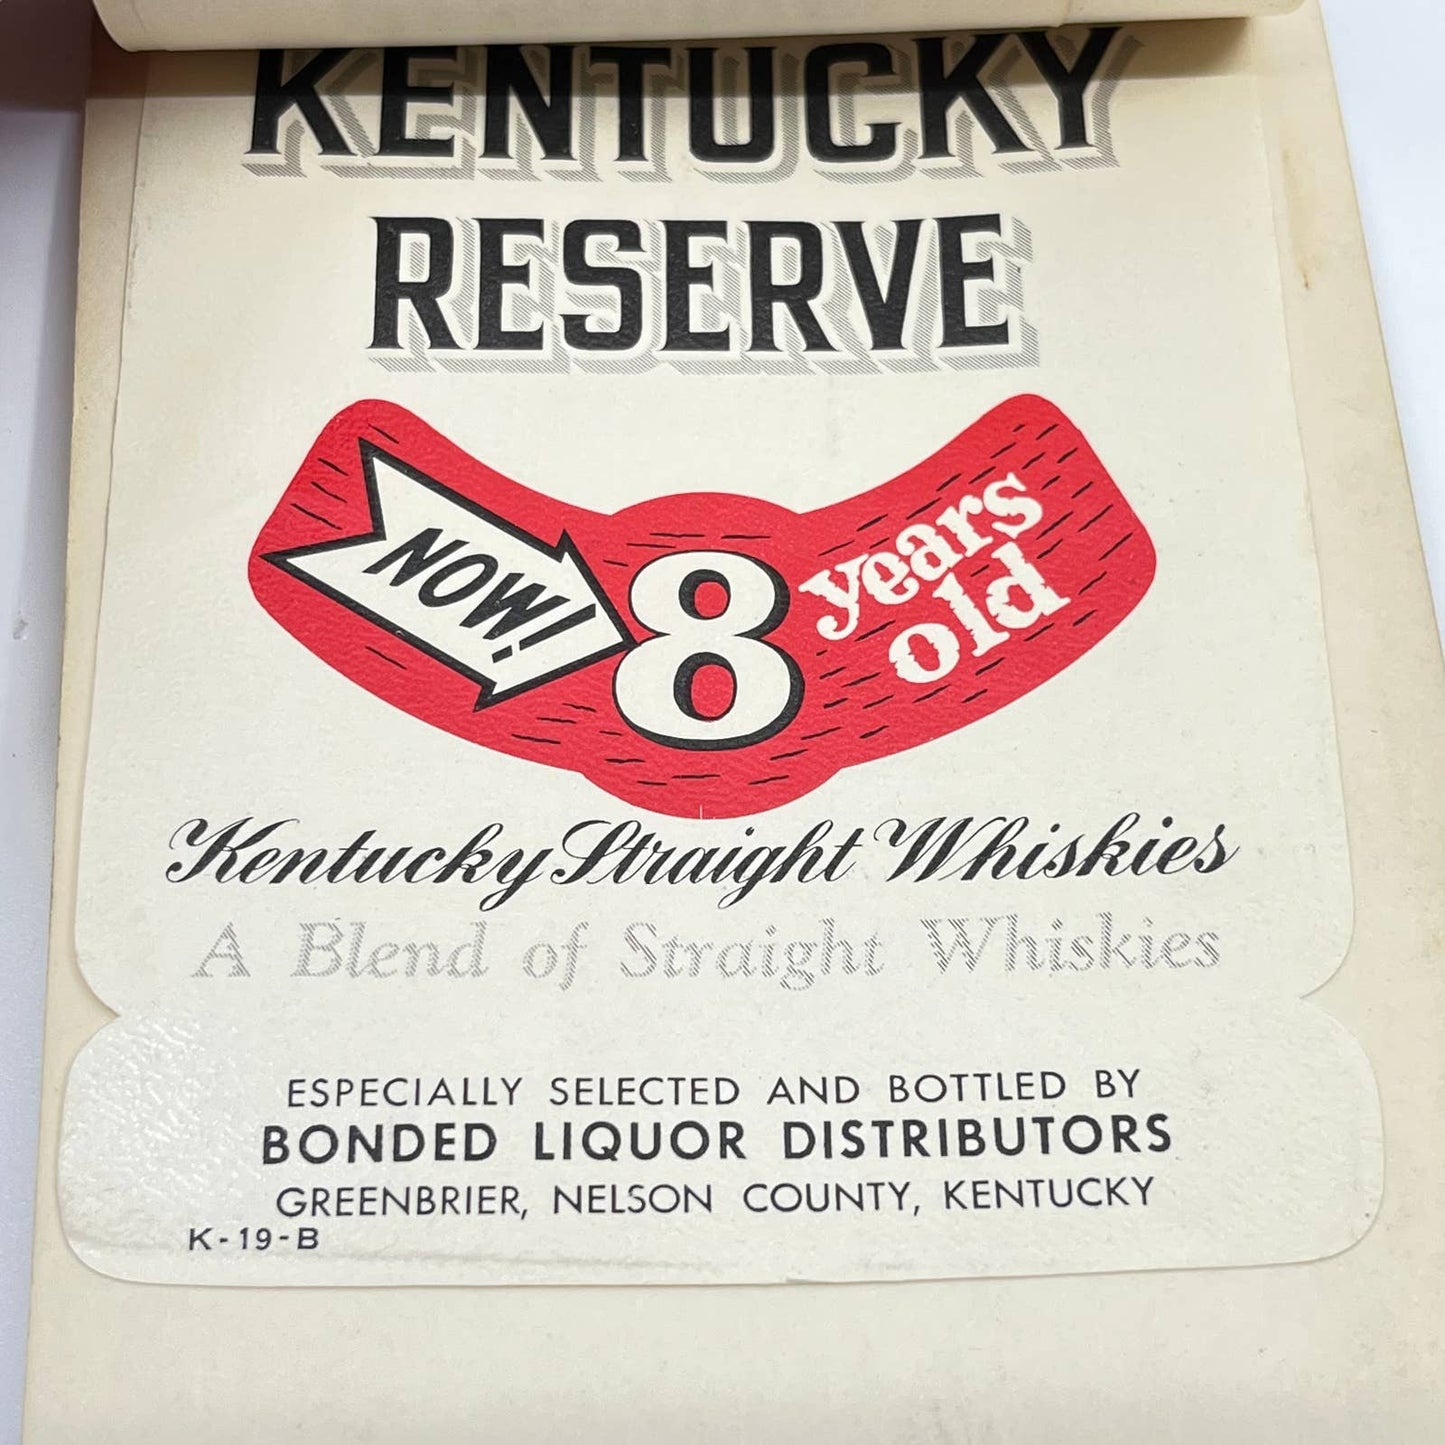 KENTUCKY
RESERVE
NOW! 8 years
old
Kentucky Straight Whiskies
A Blend of Straight Whiskies
ESPECIALLY SELECTED AND BOTTLED BY
BONDED LIQUOR DISTRIBUTORS
GREENBRIER, NELSON COUNTY, KENTUCKY
K-19-B